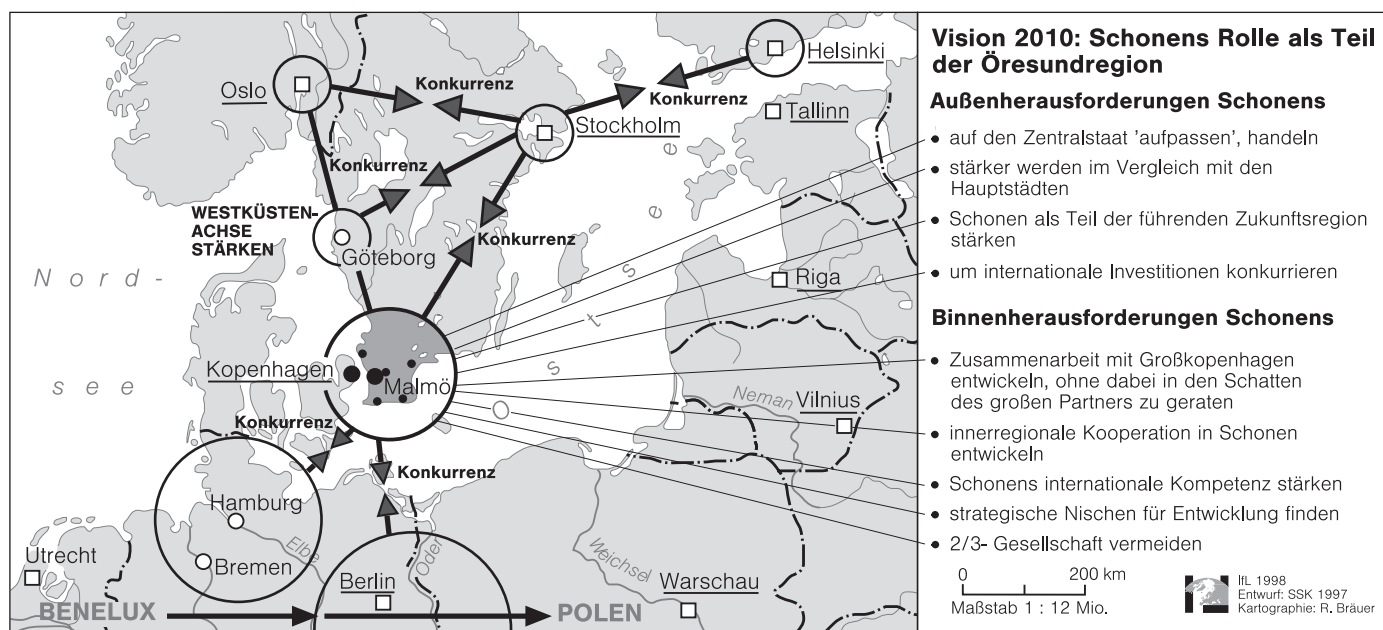 Helsinki
Oslo
Konkurrenz
Konkurrenz
Tallinn
Stockholm
Konkurrenz
WESTKÜSTEN-
ACHSE
STÄRKEN
Konkurrenz
Göteborg
Nord-
see
Ostsee
Riga
Kopenhagen
Malmö
Neman
Vilnius
Konkurrenz
Konkurrenz
Hamburg
Utrecht
Bremen
Elbe
Oder
Weichsel
Berlin
Warschau
BENELUX
POLEN
Vision 2010: Schonens Rolle als Teil
der Öresundregion
Außenherausforderungen Schonens
• auf den Zentralstaat 'aufpassen', handeln
• stärker werden im Vergleich mit den
Hauptstädten
• Schonen als Teil der führenden Zukunftsregion
stärken
• um internationale Investitionen konkurrieren
Binnenherausforderungen Schonens
• Zusammenarbeit mit Großkopenhagen
entwickeln, ohne dabei in den Schatten
des großen Partners zu geraten
• innerregionale Kooperation in Schonen
entwickeln
• Schonens internationale Kompetenz stärken
• strategische Nischen für Entwicklung finden
• 2/3- Gesellschaft vermeiden
0 200 km
Maßstab 1 : 12 Mio.
IfL 1998
Entwurf: SSK 1997
Kartographie: R. Bräuer